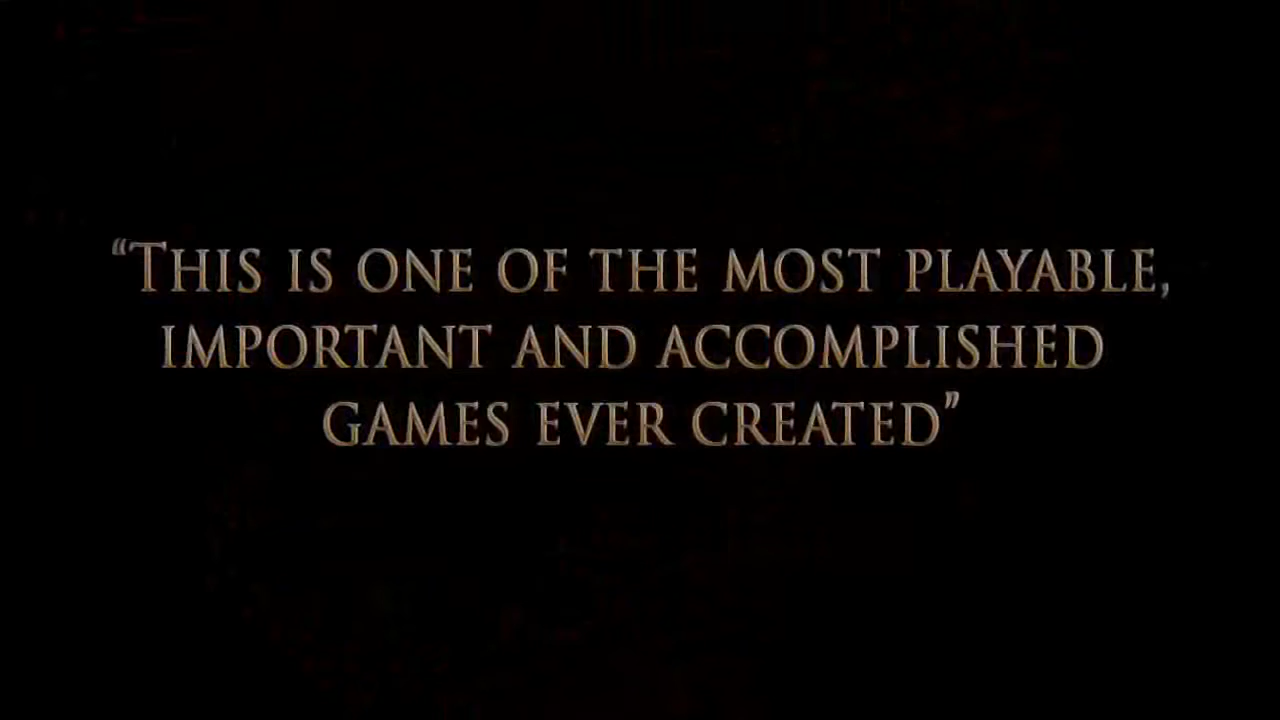 “This is one of the most playable,
important and accomplished
games ever created”